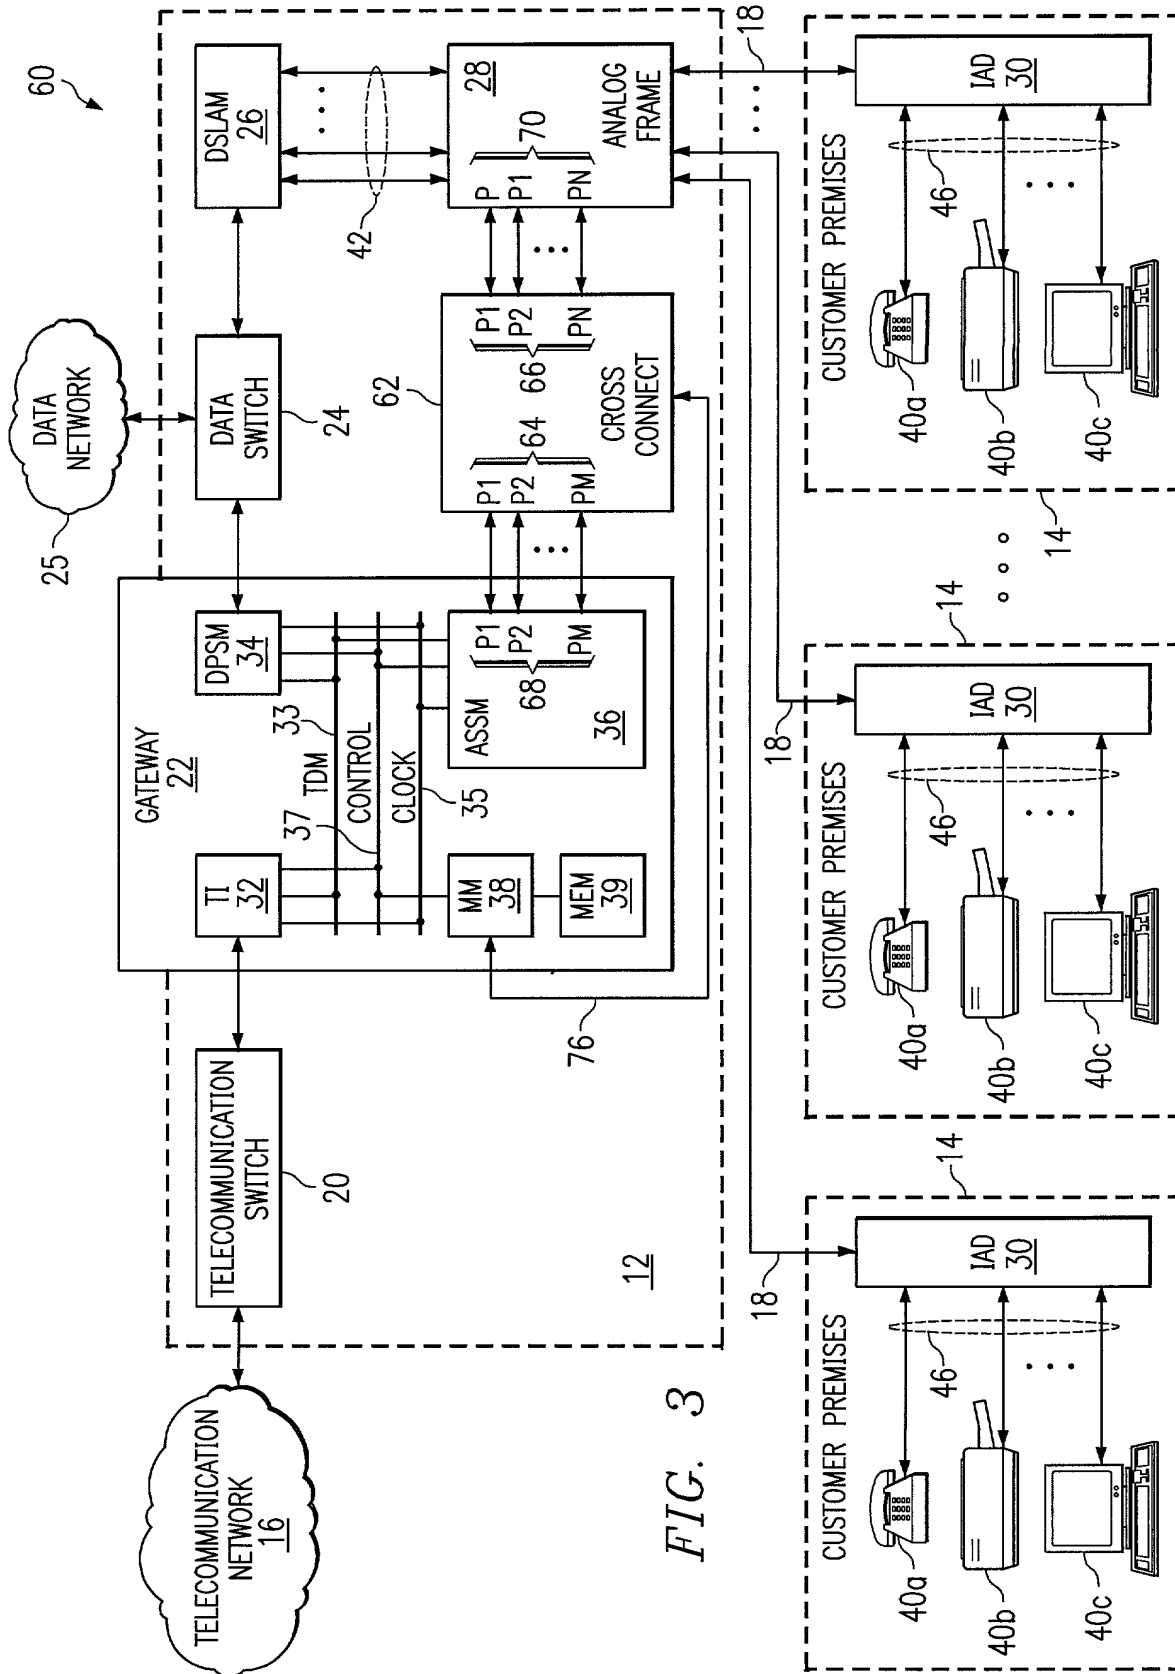 60
DATA
NETWORK
25
TELECOMMUNICATION
NETWORK
16
TELECOMMUNICATION
SWITCH
20
GATEWAY
22
TI
32
DPSM
34
33
TDM
37
CONTROL
CLOCK
35
MM
38
MEM
39
ASSM
36
P1
P2
PM
68
DATA
SWITCH
24
DSLAM
26
42
62
P1
P2
PM
64
P1
P2
PN
66
CROSS
CONNECT
P
P1
PN
70
28
ANALOG
FRAME
76
12
18
18
18
FIG. 3
14
CUSTOMER PREMISES
40a
40b
40c
46
IAD
30
14
CUSTOMER PREMISES
40a
40b
40c
46
IAD
30
14
CUSTOMER PREMISES
40a
40b
40c
46
IAD
30